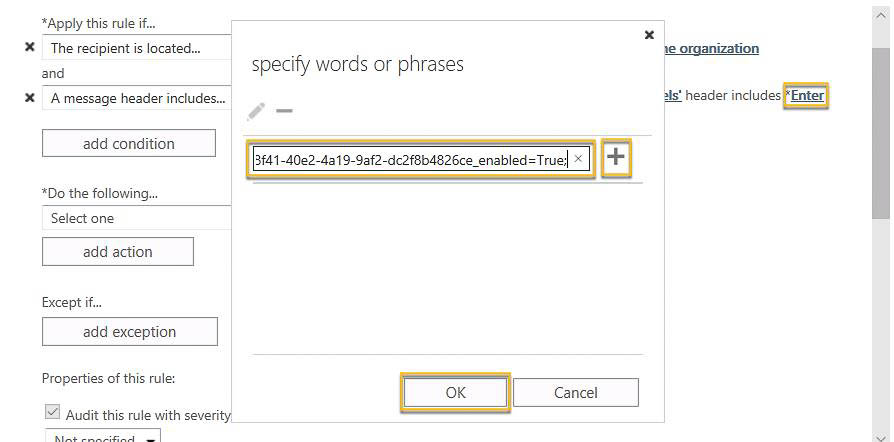 *Apply this rule if...
The recipient is located...
and
A message header includes...
add condition
*Do the following...
Select one
add action
Except if...
add exception
Properties of this rule:
Audit this rule with severity
Not specified
specify words or phrases
3f41-40e2-4a19-9af2-dc2f8b4826ce_enabled=True;
OK
Cancel
organization
header includes *Enter